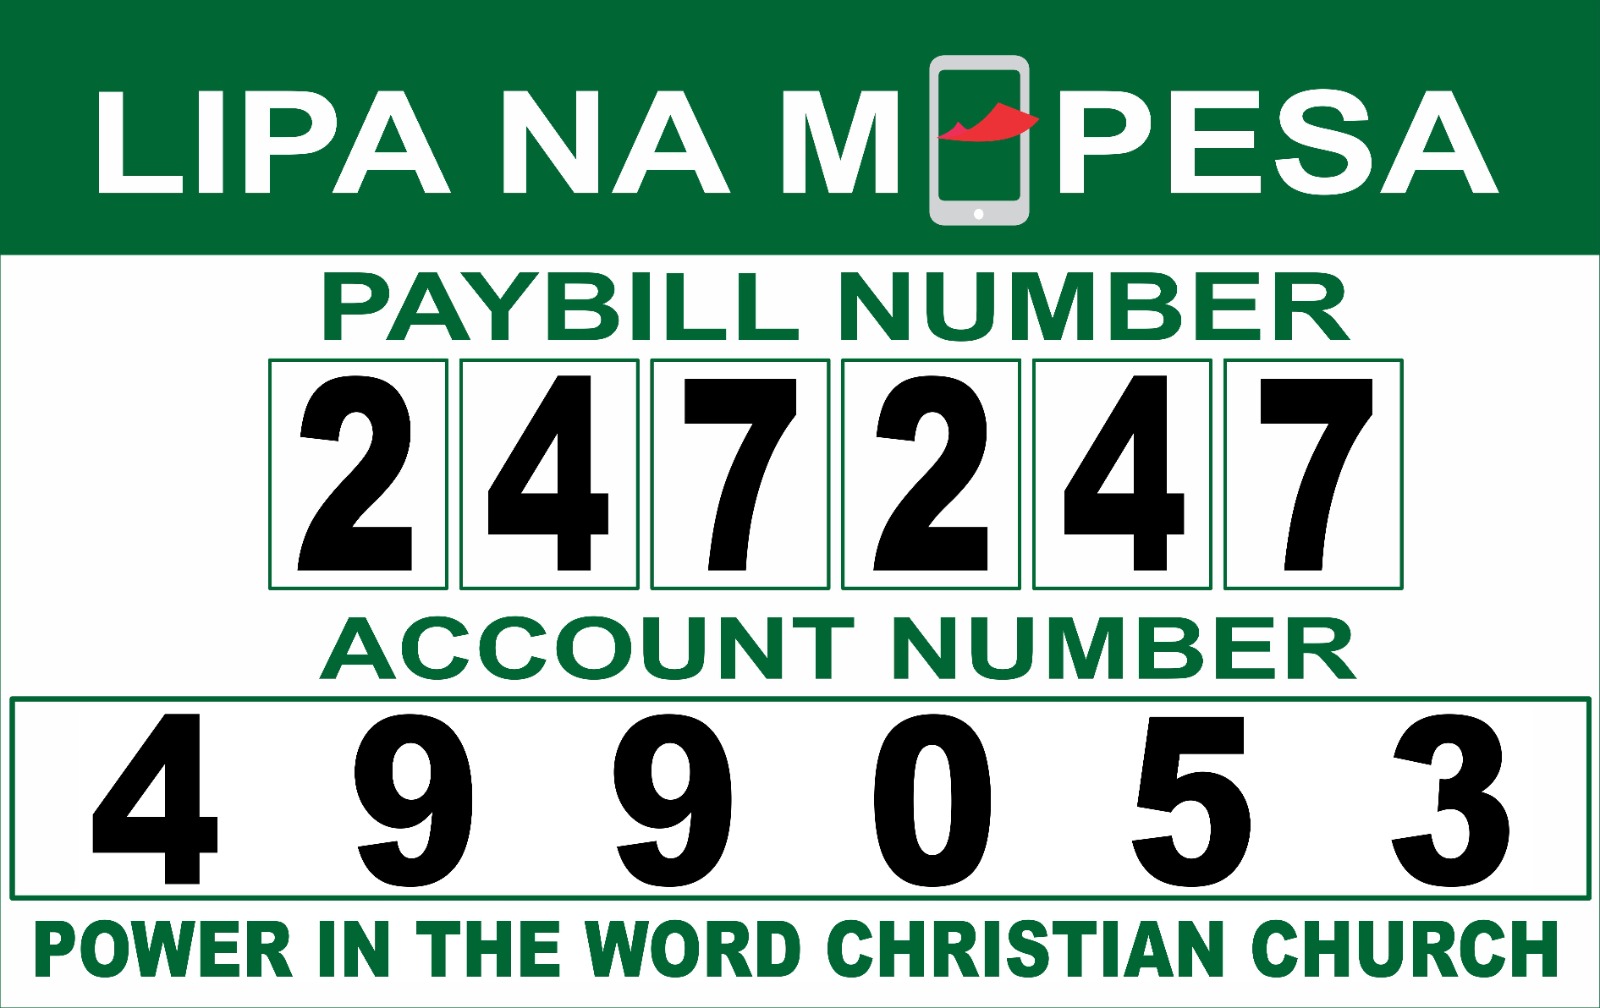 LIPA NA M PESA
PAYBILL NUMBER
247247
ACCOUNT NUMBER
499053
POWER IN THE WORD CHRISTIAN CHURCH